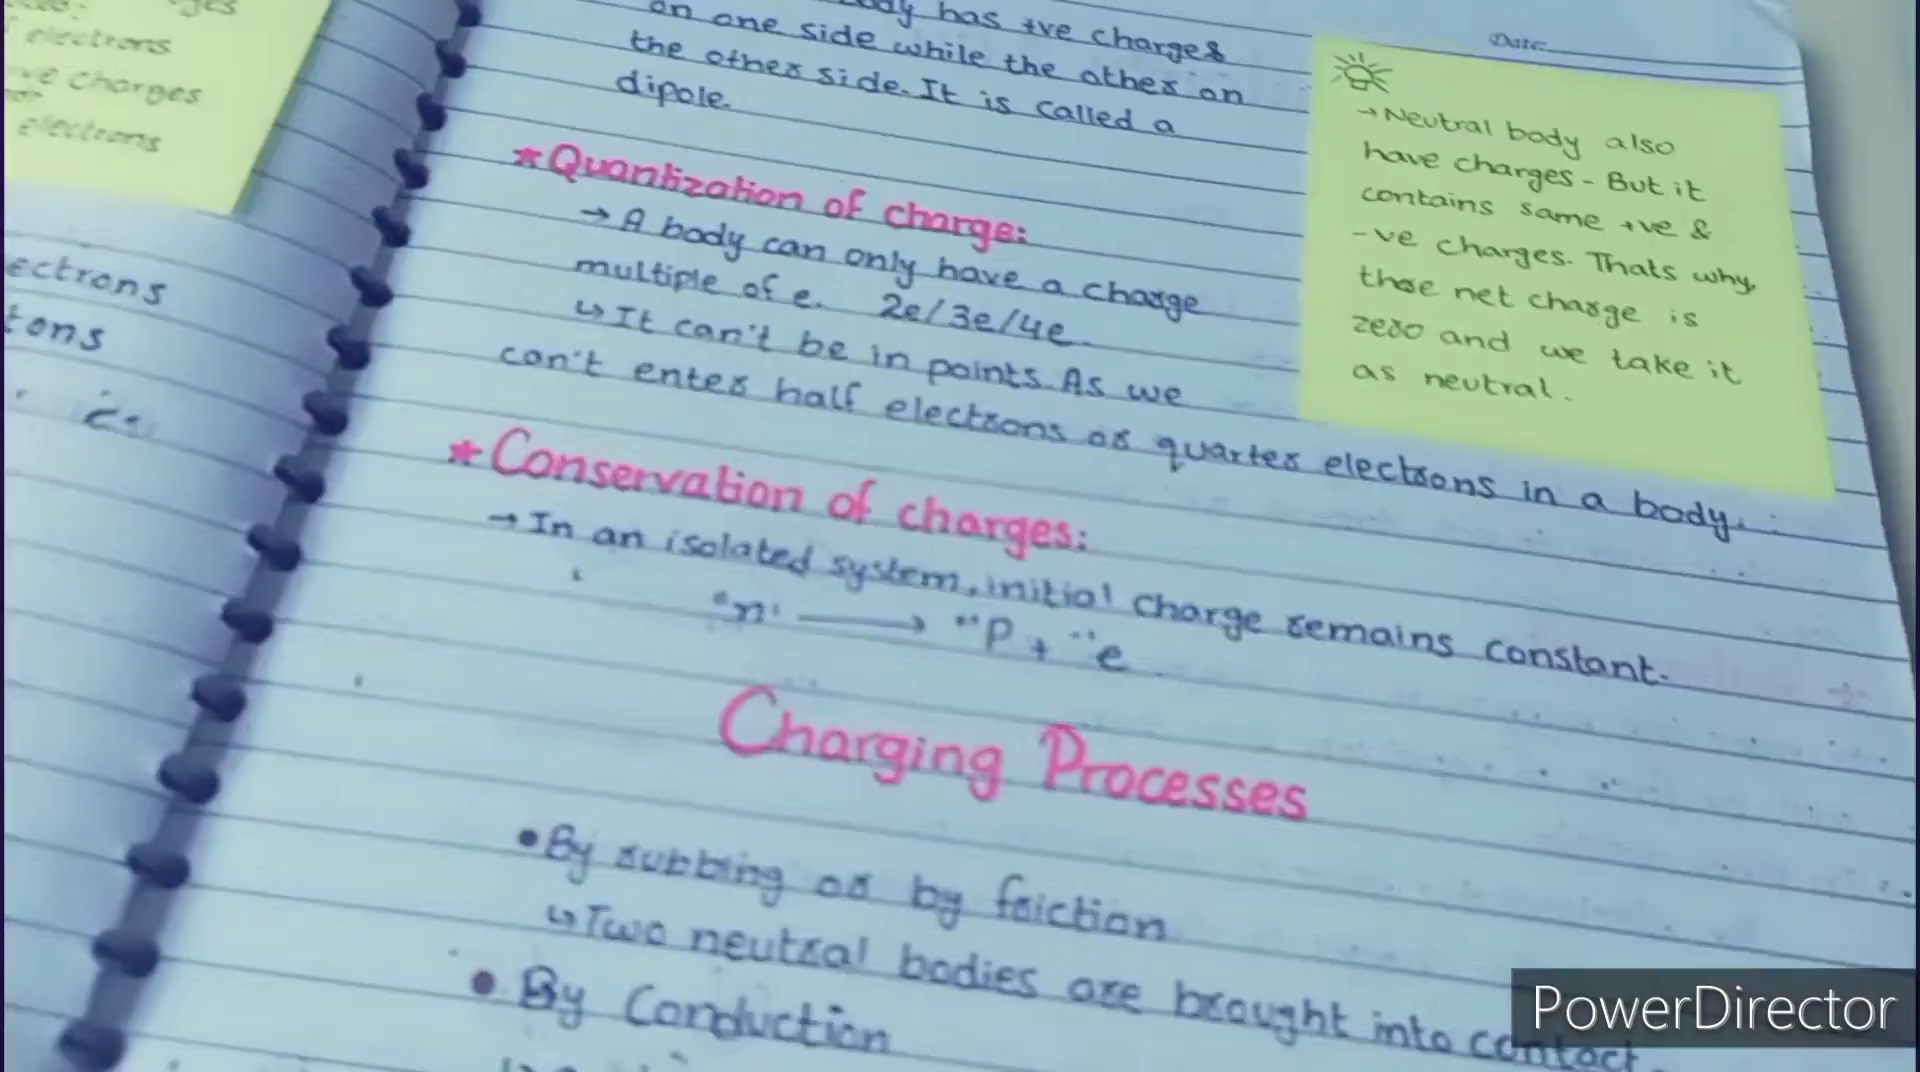 electrons
ve charges
electrons
ectrons
tons
has +ve charges
on one side while the other on
the other side. It is called a
dipole.
Date
→ Neutral body also
have charges - But it
contains same +ve &
-ve charges. Thats why,
those net charge is
zero and we take it
as neutral.
*Quantization of charge:
→ A body can only have a charge
multiple of e. 2e/3e/4e.
↳ It can't be in points. As we
can't enter half electrons or quarter electrons in a body.
*Conservation of charges:
→ In an isolated system, initial charge remains constant.
n → P + e
Charging Processes
• By rubbing or by friction
↳ Two neutral bodies are brought into contact.
• By Conduction
PowerDirector